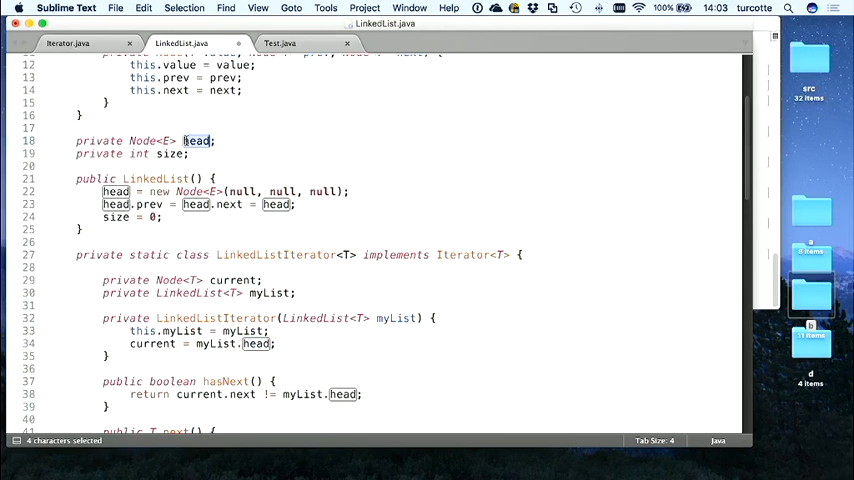 Sublime Text File Edit Selection Find View Goto Tools Project Window Help 100% 14:03 turcotte
LinkedList.java
Iterator.java × LinkedList.java Test.java ×
12 this.value = value;
13 this.prev = prev;
14 this.next = next;
15 }
16 }
17
18 private Node<E> head;
19 private int size;
20
21 public LinkedList() {
22 head = new Node<E>(null, null, null);
23 head.prev = head.next = head;
24 size = 0;
25 }
26
27 private static class LinkedListIterator<T> implements Iterator<T> {
28
29 private Node<T> current;
30 private LinkedList<T> myList;
31
32 private LinkedListIterator(LinkedList<T> myList) {
33 this.myList = myList;
34 current = myList.head;
35 }
36
37 public boolean hasNext() {
38 return current.next != myList.head;
39 }
40
41 public T next() {
4 characters selected Tab Size: 4 Java
src
32 items
a
8 items
b
11 items
d
4 items